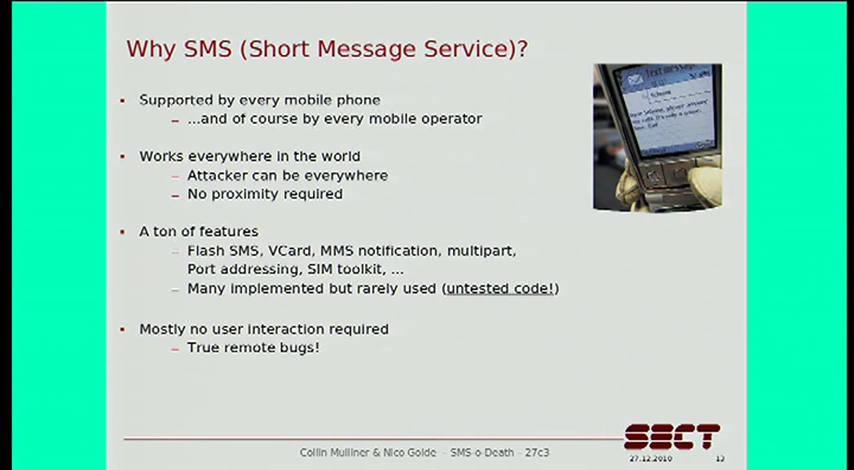 Why SMS (Short Message Service)?
Supported by every mobile phone
– ...and of course by every mobile operator
Works everywhere in the world
– Attacker can be everywhere
– No proximity required
A ton of features
– Flash SMS, VCard, MMS notification, multipart,
Port addressing, SIM toolkit, ...
– Many implemented but rarely used (untested code!)
Mostly no user interaction required
– True remote bugs!
Text message
SECT
Collin Mulliner & Nico Golde - SMS-o-Death - 27c3
27.12.2010